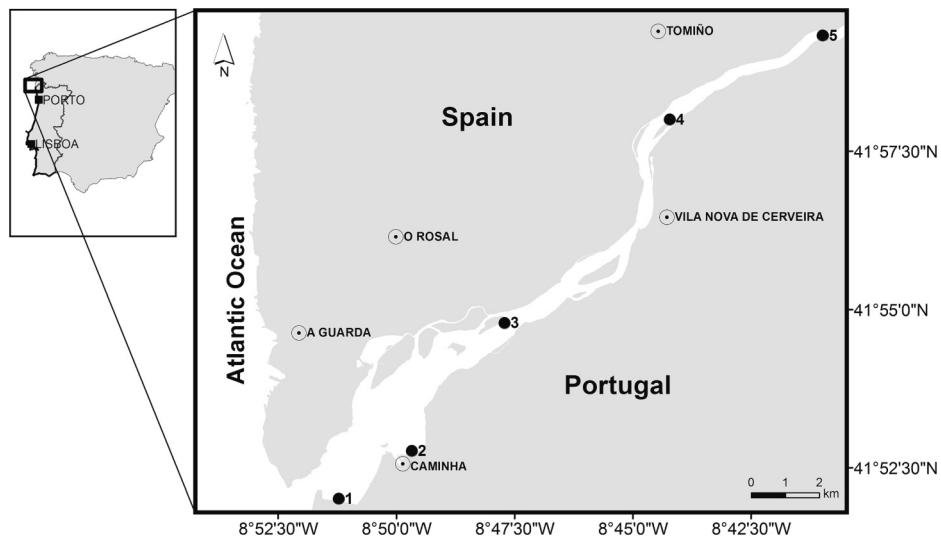 PORTO
LISBOA
N
TOMIÑO
5
Spain
4
41°57'30"N
VILA NOVA DE CERVEIRA
O ROSAL
Atlantic Ocean
41°55'0"N
3
A GUARDA
Portugal
2
CAMINHA
41°52'30"N
0 1 2
km
1
8°52'30"W 8°50'0"W 8°47'30"W 8°45'0"W 8°42'30"W